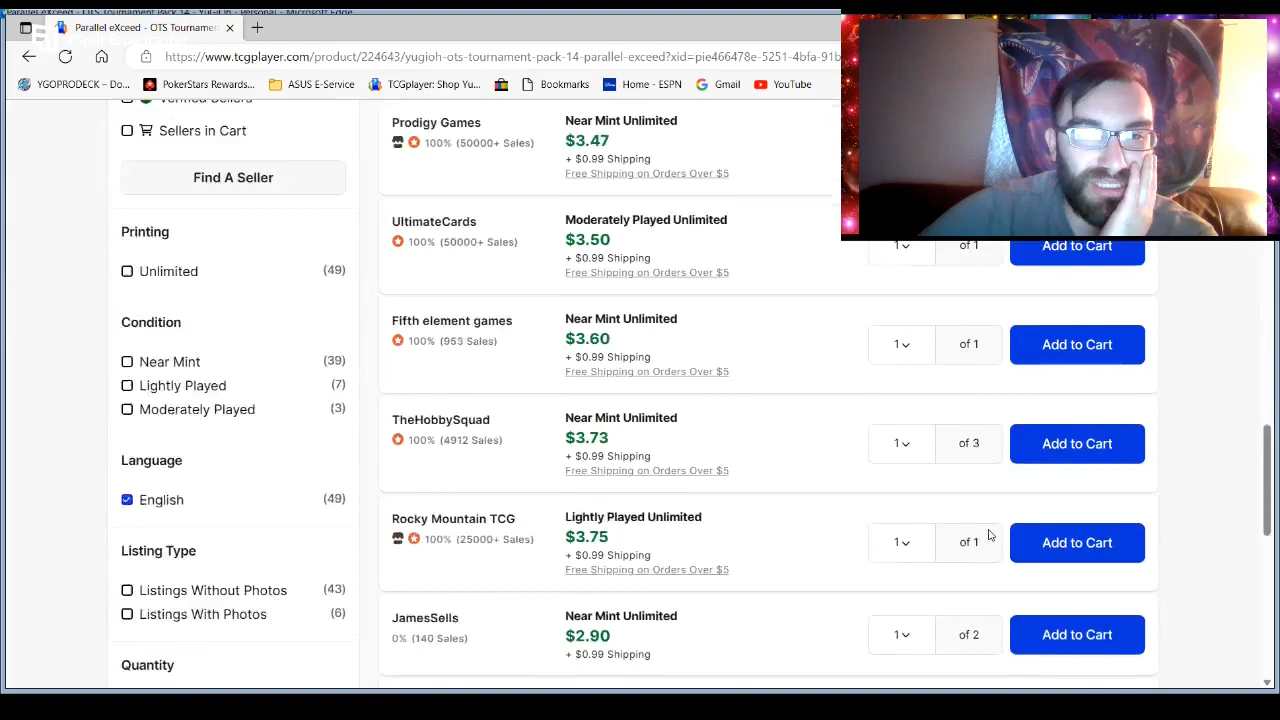 Parallel eXceed - OTS Tournamen
https://www.tcgplayer.com/product/224643/yugioh-ots-tournament-pack-14-parallel-exceed?xid=pie466478e-5251-4bfa-91b
YGOPRODECK – Do...
PokerStars Rewards...
ASUS E-Service
TCGplayer: Shop Yu...
Bookmarks
Home - ESPN
Gmail
YouTube
Verified Sellers
Sellers in Cart
Find A Seller
Printing
Unlimited (49)
Condition
Near Mint (39)
Lightly Played (7)
Moderately Played (3)
Language
English (49)
Listing Type
Listings Without Photos (43)
Listings With Photos (6)
Quantity
Prodigy Games
100% (50000+ Sales)
Near Mint Unlimited
$3.47
+ $0.99 Shipping
Free Shipping on Orders Over $5
UltimateCards
100% (50000+ Sales)
Moderately Played Unlimited
$3.50
+ $0.99 Shipping
Free Shipping on Orders Over $5
1 of 1 Add to Cart
Fifth element games
100% (953 Sales)
Near Mint Unlimited
$3.60
+ $0.99 Shipping
Free Shipping on Orders Over $5
1 of 1 Add to Cart
TheHobbySquad
100% (4912 Sales)
Near Mint Unlimited
$3.73
+ $0.99 Shipping
Free Shipping on Orders Over $5
1 of 3 Add to Cart
Rocky Mountain TCG
100% (25000+ Sales)
Lightly Played Unlimited
$3.75
+ $0.99 Shipping
Free Shipping on Orders Over $5
1 of 1 Add to Cart
JamesSells
0% (140 Sales)
Near Mint Unlimited
$2.90
+ $0.99 Shipping
1 of 2 Add to Cart